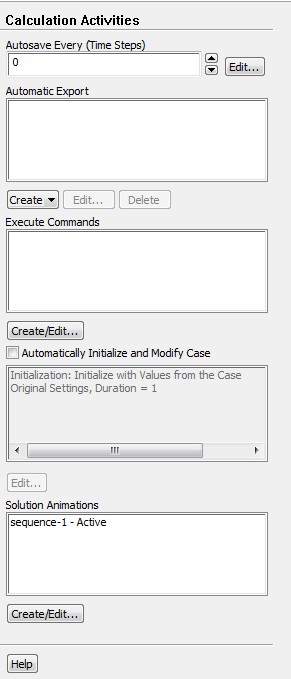 Calculation Activities
Autosave Every (Time Steps)
0
Edit...
Automatic Export
Create
Edit...
Delete
Execute Commands
Create/Edit...
Automatically Initialize and Modify Case
Initialization: Initialize with Values from the Case
Original Settings, Duration = 1
Edit...
Solution Animations
sequence-1 - Active
Create/Edit...
Help